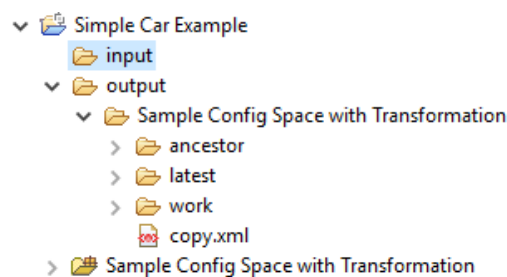 Simple Car Example
input
output
Sample Config Space with Transformation
ancestor
latest
work
copy.xml
Sample Config Space with Transformation